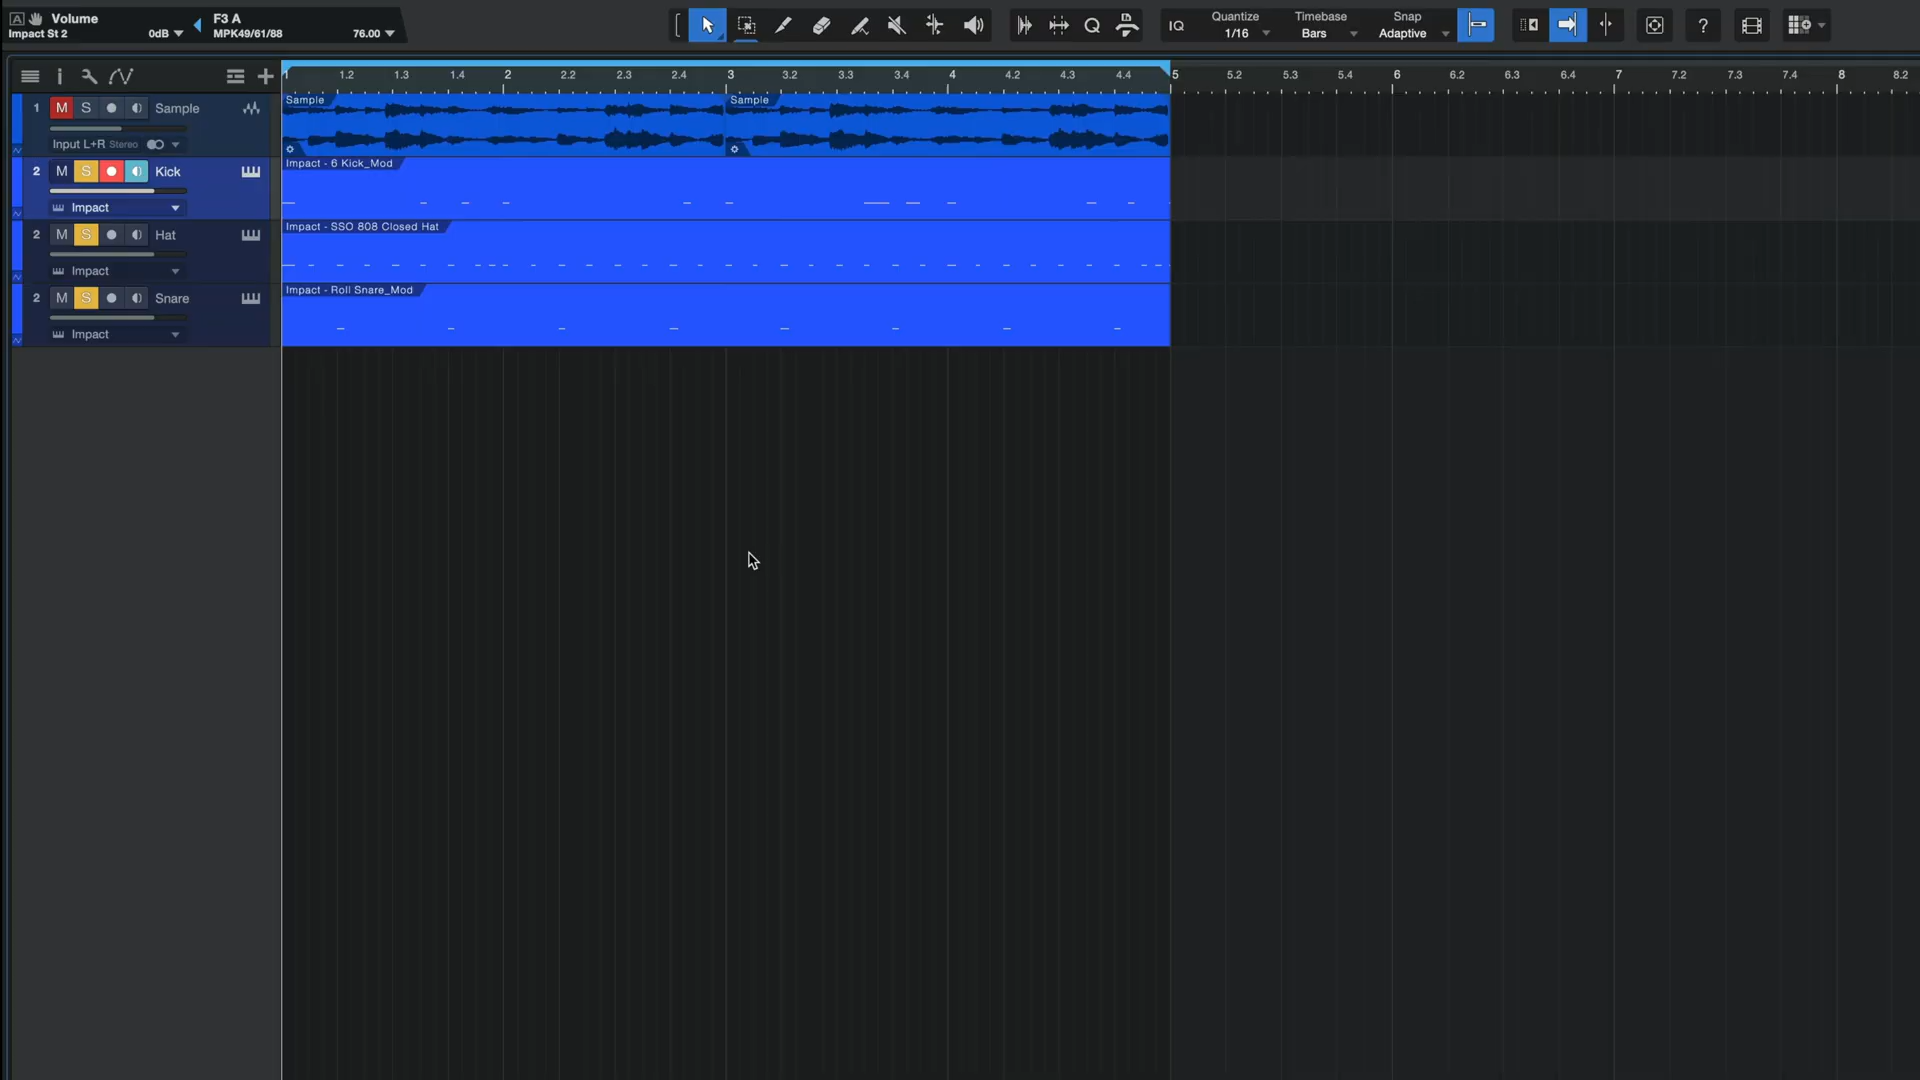 A Volume F3 A
Impact St 2 0dB MPK49/61/88 76.00
IQ Quantize Timebase Snap
1/16 Bars Adaptive ?
i 1 1.2 1.3 1.4 2 2.2 2.3 2.4 3 3.2 3.3 3.4 4 4.2 4.3 4.4 5 5.2 5.3 5.4 6 6.2 6.3 6.4 7 7.2 7.3 7.4 8 8.2
1 M S Sample
Input L+R Stereo
Sample Sample
2 M S Kick
Impact
Impact - 6 Kick_Mod
2 M S Hat
Impact
Impact - SSO 808 Closed Hat
2 M S Snare
Impact
Impact - Roll Snare_Mod